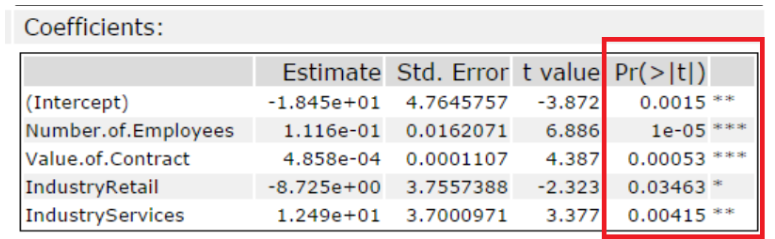 Coefficients:
Estimate Std. Error t value Pr(>|t|)
(Intercept) -1.845e+01 4.7645757 -3.872 0.0015 **
Number.of.Employees 1.116e-01 0.0162071 6.886 1e-05 ***
Value.of.Contract 4.858e-04 0.0001107 4.387 0.00053 ***
IndustryRetail -8.725e+00 3.7557388 -2.323 0.03463 *
IndustryServices 1.249e+01 3.7000971 3.377 0.00415 **